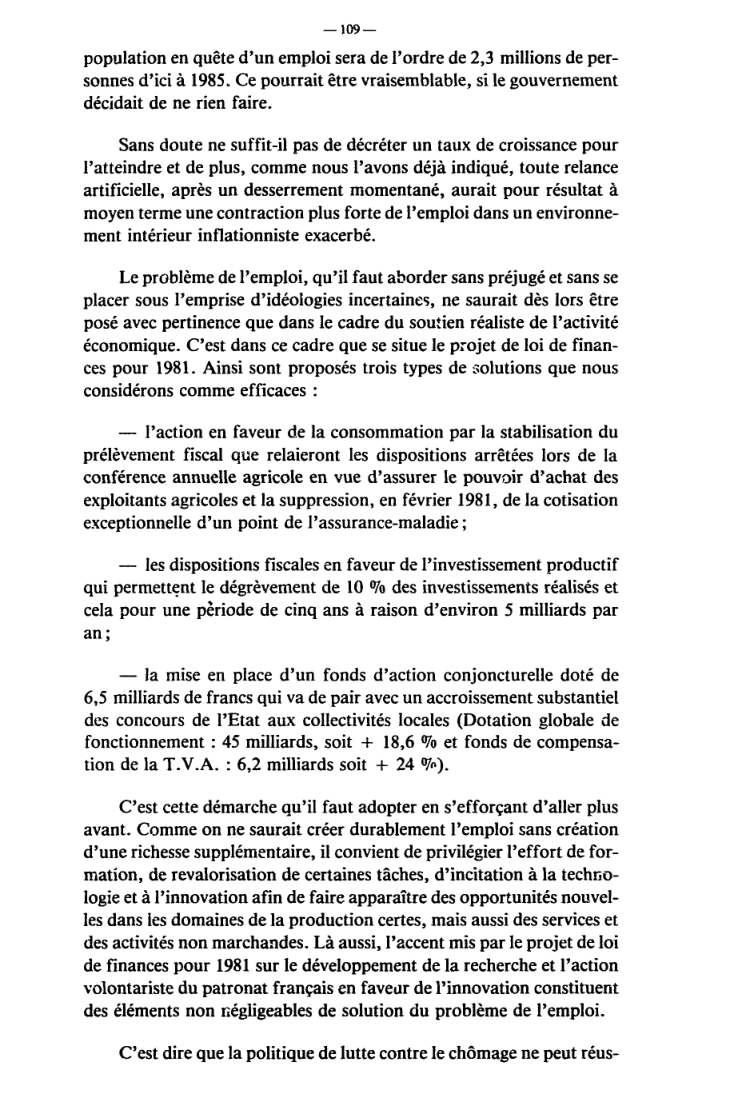 — 109 —
population en quête d'un emploi sera de l'ordre de 2,3 millions de per-
sonnes d'ici à 1985. Ce pourrait être vraisemblable, si le gouvernement
décidait de ne rien faire.
Sans doute ne suffit-il pas de décréter un taux de croissance pour
l'atteindre et de plus, comme nous l'avons déjà indiqué, toute relance
artificielle, après un desserrement momentané, aurait pour résultat à
moyen terme une contraction plus forte de l'emploi dans un environne-
ment intérieur inflationniste exacerbé.
Le problème de l'emploi, qu'il faut aborder sans préjugé et sans se
placer sous l'emprise d'idéologies incertaines, ne saurait dès lors être
posé avec pertinence que dans le cadre du soutien réaliste de l'activité
économique. C'est dans ce cadre que se situe le projet de loi de finan-
ces pour 1981. Ainsi sont proposés trois types de solutions que nous
considérons comme efficaces :
— l'action en faveur de la consommation par la stabilisation du
prélèvement fiscal que relaieront les dispositions arrêtées lors de la
conférence annuelle agricole en vue d'assurer le pouvoir d'achat des
exploitants agricoles et la suppression, en février 1981, de la cotisation
exceptionnelle d'un point de l'assurance-maladie ;
— les dispositions fiscales en faveur de l'investissement productif
qui permettent le dégrèvement de 10 % des investissements réalisés et
cela pour une pèriode de cinq ans à raison d'environ 5 milliards par
an ;
— la mise en place d'un fonds d'action conjoncturelle doté de
6,5 milliards de francs qui va de pair avec un accroissement substantiel
des concours de l'Etat aux collectivités locales (Dotation globale de
fonctionnement : 45 milliards, soit + 18,6 % et fonds de compensa-
tion de la T.V.A. : 6,2 milliards soit + 24 %).
C'est cette démarche qu'il faut adopter en s'efforçant d'aller plus
avant. Comme on ne saurait créer durablement l'emploi sans création
d'une richesse supplémentaire, il convient de privilégier l'effort de for-
mation, de revalorisation de certaines tâches, d'incitation à la techno-
logie et à l'innovation afin de faire apparaître des opportunités nouvel-
les dans les domaines de la production certes, mais aussi des services et
des activités non marchandes. Là aussi, l'accent mis par le projet de loi
de finances pour 1981 sur le développement de la recherche et l'action
volontariste du patronat français en faveur de l'innovation constituent
des éléments non négligeables de solution du problème de l'emploi.
C'est dire que la politique de lutte contre le chômage ne peut réus-